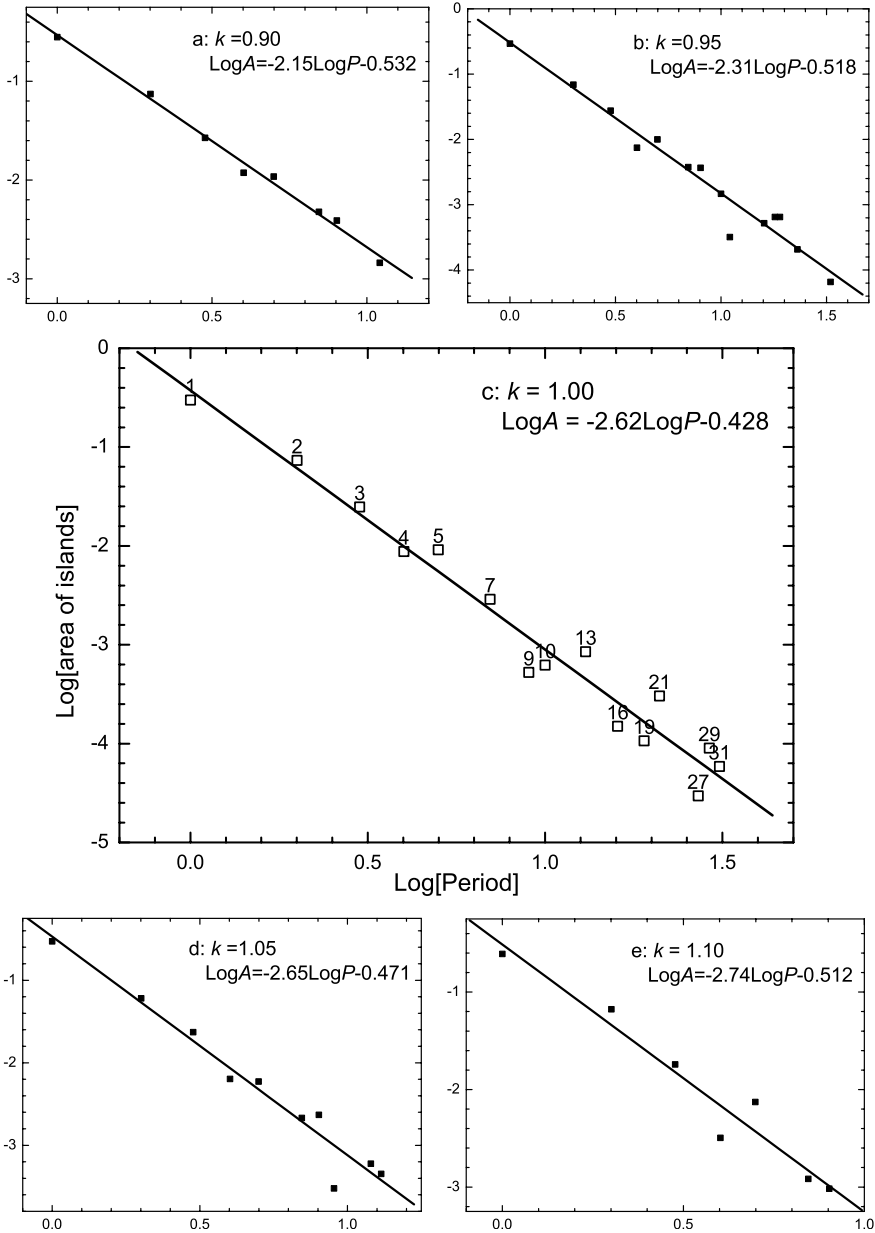 a: k =0.90
LogA=-2.15LogP-0.532
-1
-2
-3
0.0 0.5 1.0
b: k =0.95
LogA=-2.31LogP-0.518
0
-1
-2
-3
-4
0.0 0.5 1.0 1.5
c: k = 1.00
LogA = -2.62LogP-0.428
Log[area of islands]
0
-1
-2
-3
-4
-5
1
2
3
4
5
7
9
10
13
16
19
21
27
29
31
0.0 0.5 1.0 1.5
Log[Period]
d: k =1.05
LogA=-2.65LogP-0.471
-1
-2
-3
0.0 0.5 1.0
e: k = 1.10
LogA=-2.74LogP-0.512
-1
-2
-3
0.0 0.5 1.0